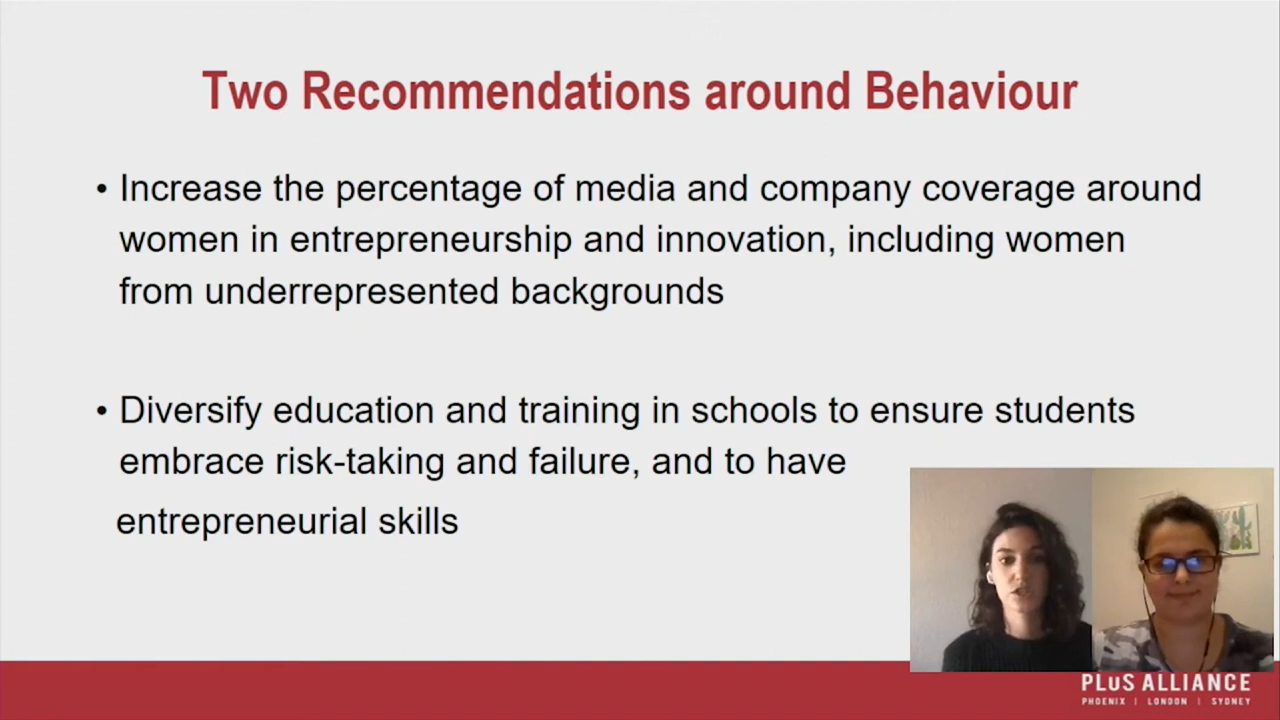 Two Recommendations around Behaviour
• Increase the percentage of media and company coverage around
women in entrepreneurship and innovation, including women
from underrepresented backgrounds
• Diversify education and training in schools to ensure students
embrace risk-taking and failure, and to have
entrepreneurial skills
PLuS ALLIANCE
PHOENIX | LONDON | SYDNEY